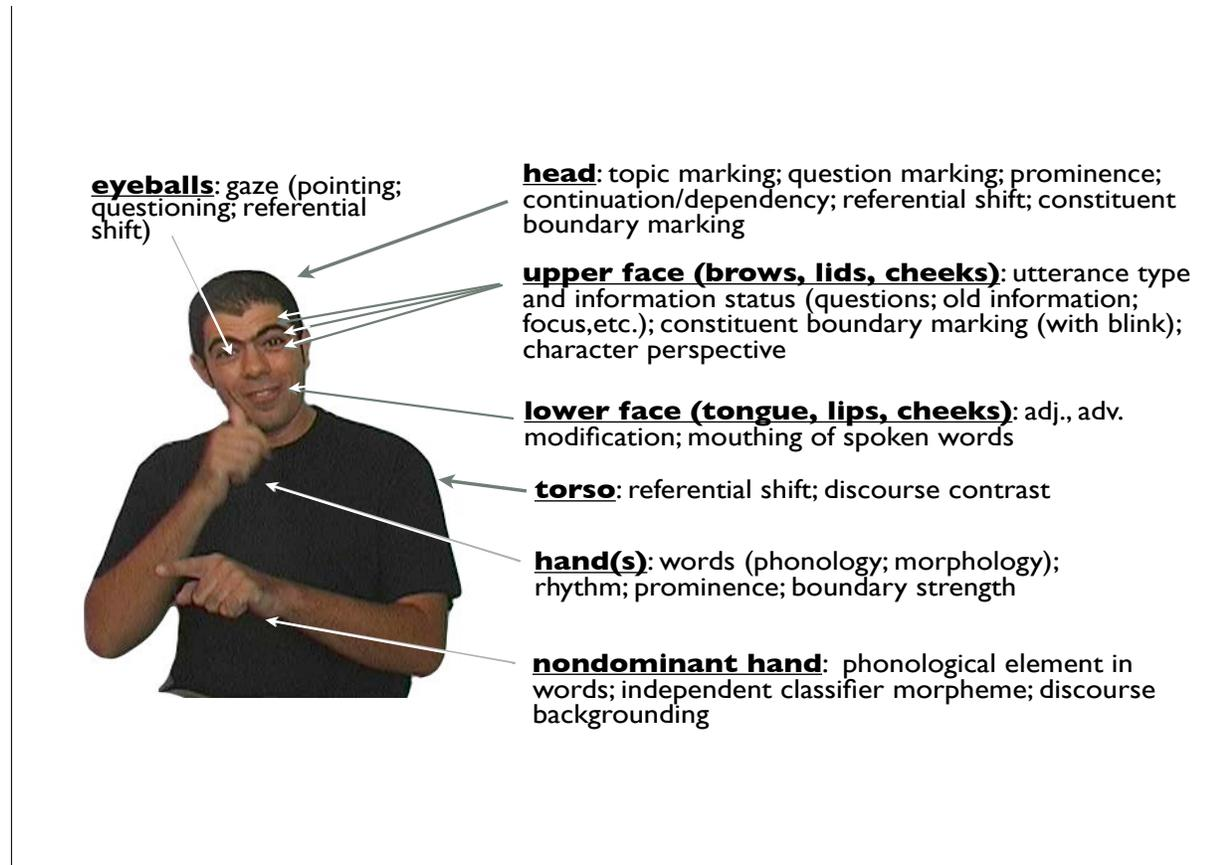 eyeballs: gaze (pointing;
questioning; referential
shift)
head: topic marking; question marking; prominence;
continuation/dependency; referential shift; constituent
boundary marking
upper face (brows, lids, cheeks): utterance type
and information status (questions; old information;
focus,etc.); constituent boundary marking (with blink);
character perspective
lower face (tongue, lips, cheeks): adj., adv.
modification; mouthing of spoken words
torso: referential shift; discourse contrast
hand(s): words (phonology; morphology);
rhythm; prominence; boundary strength
nondominant hand: phonological element in
words; independent classifier morpheme; discourse
backgrounding